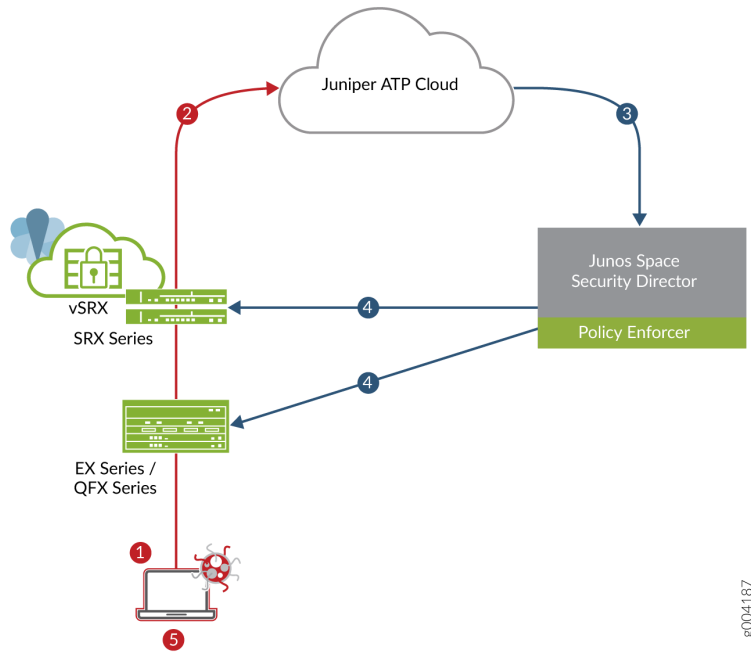 Juniper ATP Cloud
2
3
Junos Space
Security Director
Policy Enforcer
vSRX
SRX Series
4
4
EX Series /
QFX Series
1
5
g004187